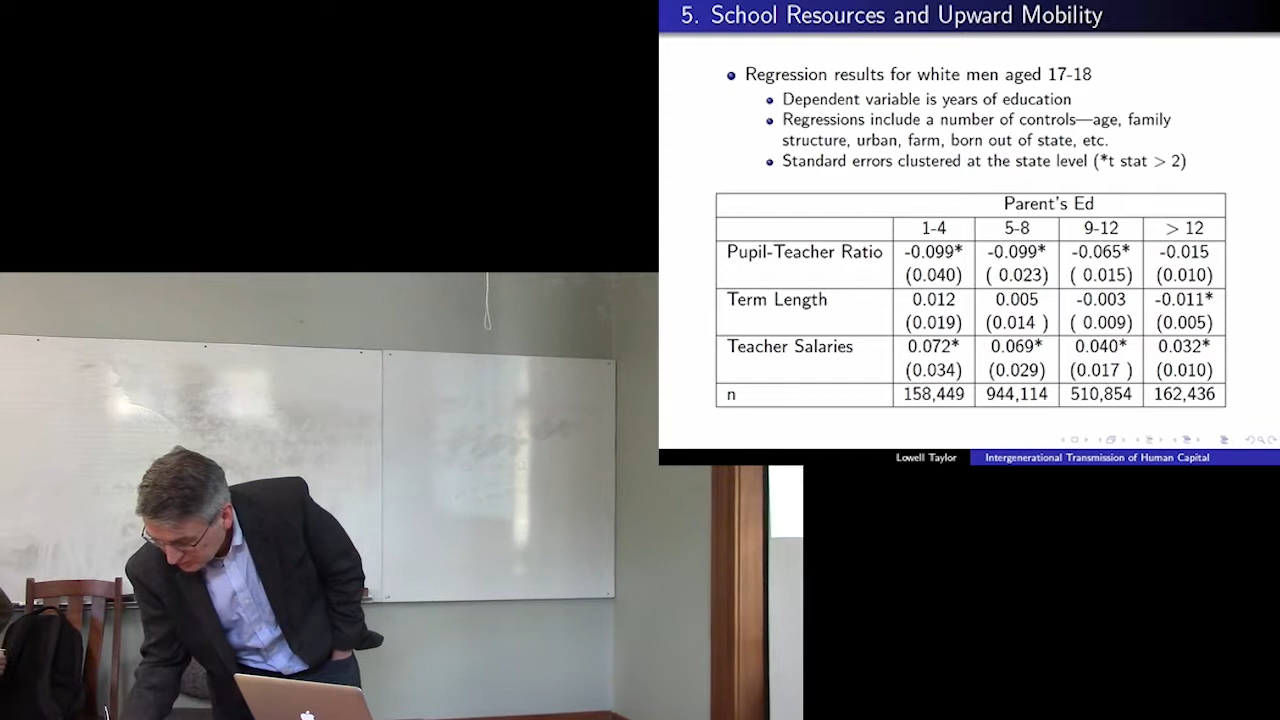 5. School Resources and Upward Mobility
Regression results for white men aged 17-18
Dependent variable is years of education
Regressions include a number of controls—age, family
structure, urban, farm, born out of state, etc.
Standard errors clustered at the state level (*t stat > 2)
Parent's Ed
1-4 5-8 9-12 > 12
Pupil-Teacher Ratio -0.099* -0.099* -0.065* -0.015
(0.040) ( 0.023) ( 0.015) (0.010)
Term Length 0.012 0.005 -0.003 -0.011*
(0.019) (0.014 ) ( 0.009) (0.005)
Teacher Salaries 0.072* 0.069* 0.040* 0.032*
(0.034) (0.029) (0.017 ) (0.010)
n 158,449 944,114 510,854 162,436
Lowell Taylor Intergenerational Transmission of Human Capital